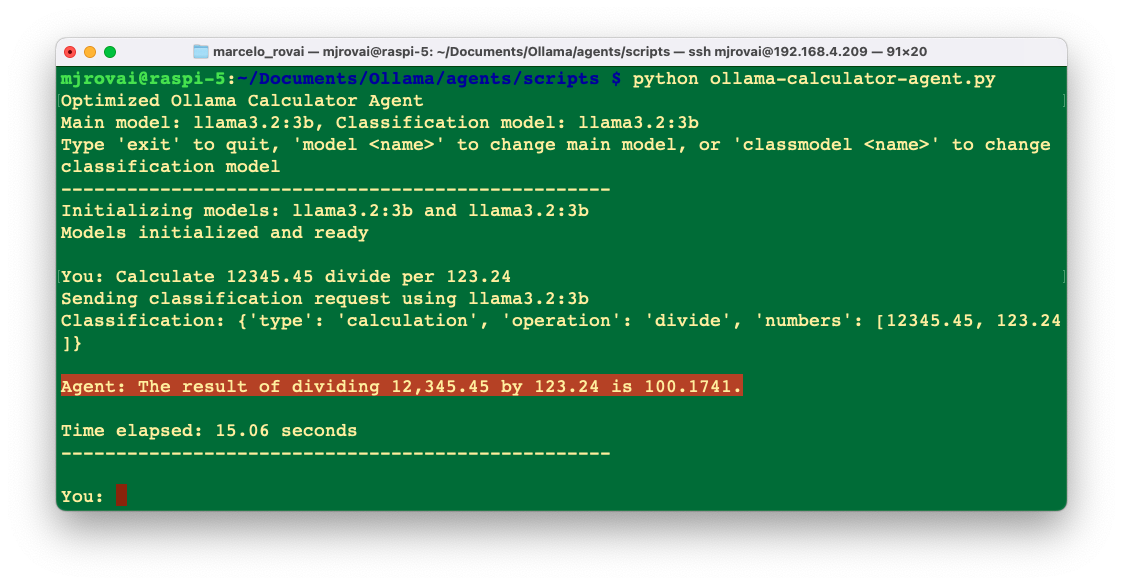 marcelo_rovai — mjrovai@raspi-5: ~/Documents/Ollama/agents/scripts — ssh mjrovai@192.168.4.209 — 91×20
mjrovai@raspi-5:~/Documents/Ollama/agents/scripts $ python ollama-calculator-agent.py
[Optimized Ollama Calculator Agent ]
Main model: llama3.2:3b, Classification model: llama3.2:3b
Type 'exit' to quit, 'model <name>' to change main model, or 'classmodel <name>' to change
classification model
--------------------------------------------------
Initializing models: llama3.2:3b and llama3.2:3b
Models initialized and ready
[You: Calculate 12345.45 divide per 123.24 ]
Sending classification request using llama3.2:3b
Classification: {'type': 'calculation', 'operation': 'divide', 'numbers': [12345.45, 123.24
]}
Agent: The result of dividing 12,345.45 by 123.24 is 100.1741.
Time elapsed: 15.06 seconds
--------------------------------------------------
You: